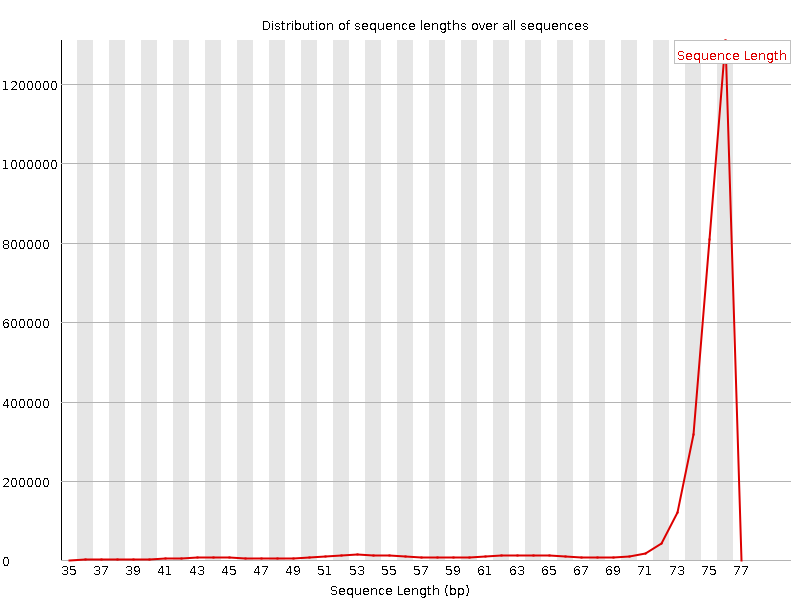 Distribution of sequence lengths over all sequences
Sequence Length
1200000
1000000
800000
600000
400000
200000
0
35 37 39 41 43 45 47 49 51 53 55 57 59 61 63 65 67 69 71 73 75 77
Sequence Length (bp)